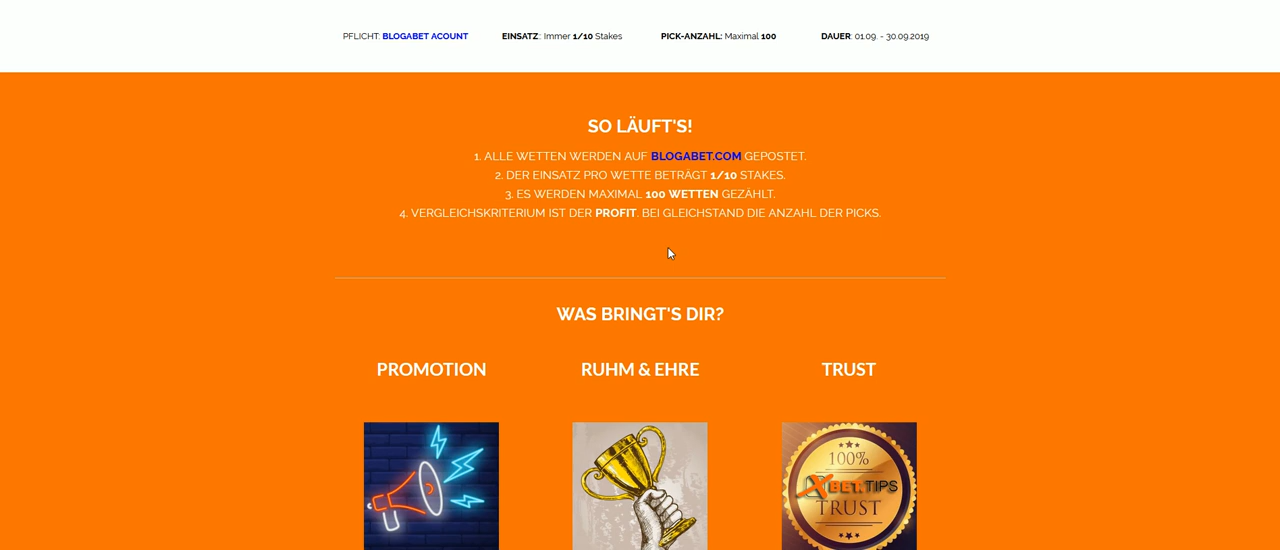 PFLICHT: BLOGABET ACOUNT EINSATZ:: Immer 1/10 Stakes PICK-ANZAHL: Maximal 100 DAUER: 01.09. - 30.09.2019
SO LÄUFT'S!
1. ALLE WETTEN WERDEN AUF BLOGABET.COM GEPOSTET.
2. DER EINSATZ PRO WETTE BETRÄGT 1/10 STAKES.
3. ES WERDEN MAXIMAL 100 WETTEN GEZÄHLT.
4. VERGLEICHSKRITERIUM IST DER PROFIT. BEI GLEICHSTAND DIE ANZAHL DER PICKS.
WAS BRINGT'S DIR?
PROMOTION RUHM & EHRE TRUST
100%
XBETTIPS
TRUST